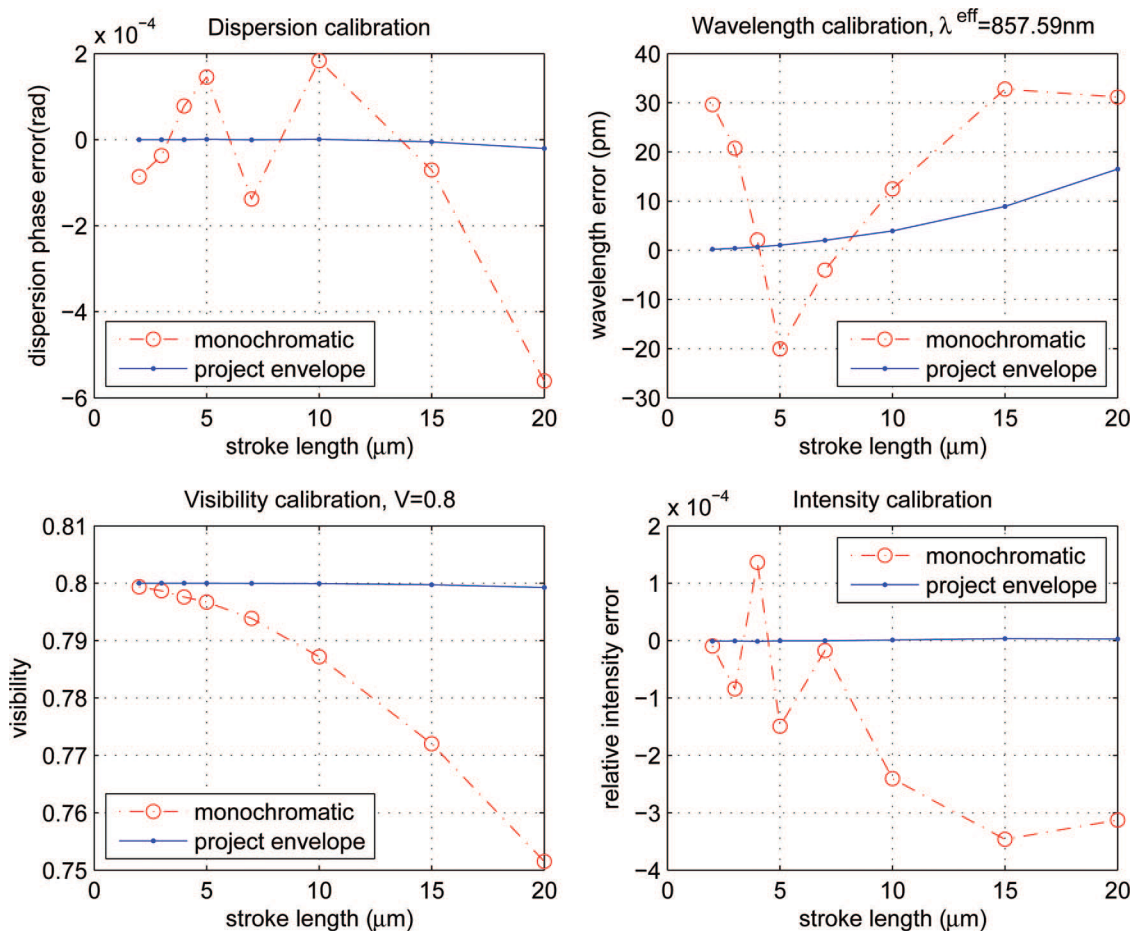 x 10⁻⁴
Dispersion calibration
dispersion phase error(rad)
2
0
−2
−4
−6
monochromatic
project envelope
0 5 10 15 20
stroke length (μm)
Wavelength calibration, λ^eff=857.59nm
wavelength error (pm)
40
30
20
10
0
−10
−20
−30
monochromatic
project envelope
0 5 10 15 20
stroke length (μm)
Visibility calibration, V=0.8
visibility
0.81
0.8
0.79
0.78
0.77
0.76
0.75
monochromatic
project envelope
0 5 10 15 20
stroke length (μm)
x 10⁻⁴
Intensity calibration
relative intensity error
2
1
0
−1
−2
−3
−4
monochromatic
project envelope
0 5 10 15 20
stroke length (μm)